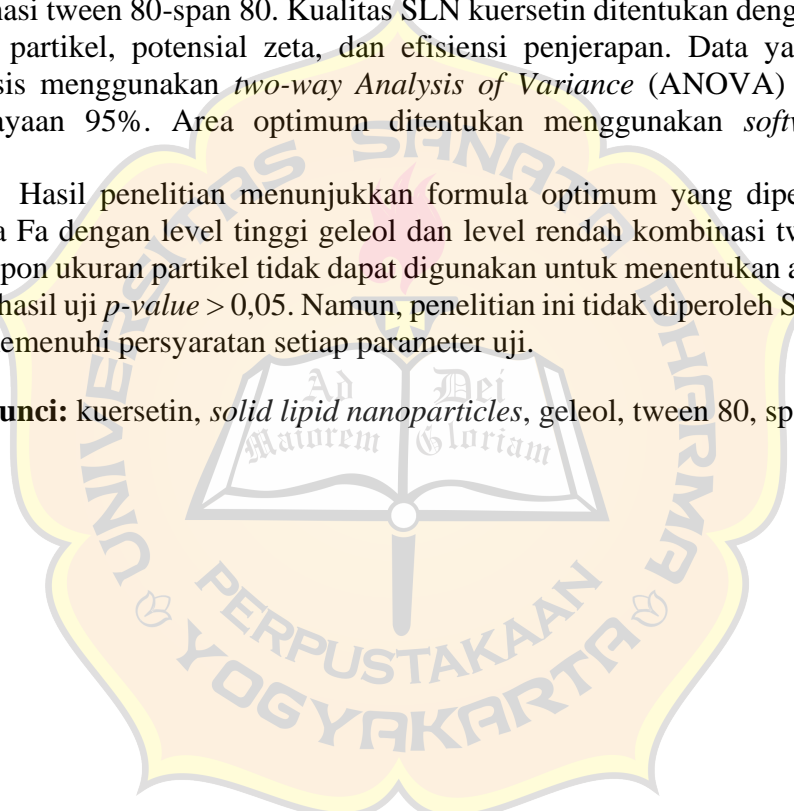 nasi tween 80-span 80. Kualitas SLN kuersetin ditentukan deng
partikel, potensial zeta, dan efisiensi penjerapan. Data ya
sis menggunakan two-way Analysis of Variance (ANOVA)
ayaan 95%. Area optimum ditentukan menggunakan softw
Hasil penelitian menunjukkan formula optimum yang dipe
a Fa dengan level tinggi geleol dan level rendah kombinasi tw
pon ukuran partikel tidak dapat digunakan untuk menentukan a
hasil uji p-value > 0,05. Namun, penelitian ini tidak diperoleh S
emenuhi persyaratan setiap parameter uji.
unci: kuersetin, solid lipid nanoparticles, geleol, tween 80, sp
UNIVERSITAS SANATA DHARMA
Ad Dei
Maiorem Gloriam
PERPUSTAKAAN
YOGYAKARTA